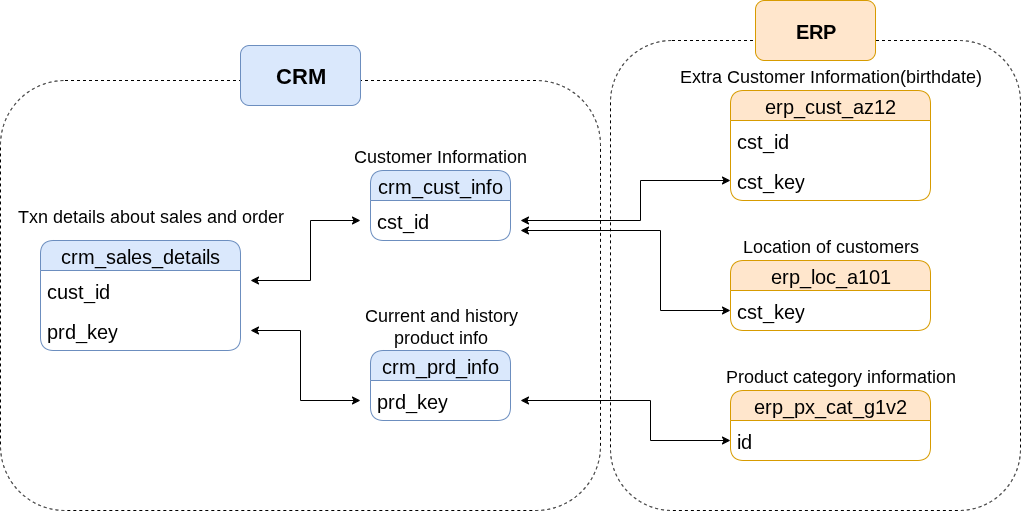 CRM
Txn details about sales and order
crm_sales_details
cust_id
prd_key
Customer Information
crm_cust_info
cst_id
Current and history
product info
crm_prd_info
prd_key
ERP
Extra Customer Information(birthdate)
erp_cust_az12
cst_id
cst_key
Location of customers
erp_loc_a101
cst_key
Product category information
erp_px_cat_g1v2
id